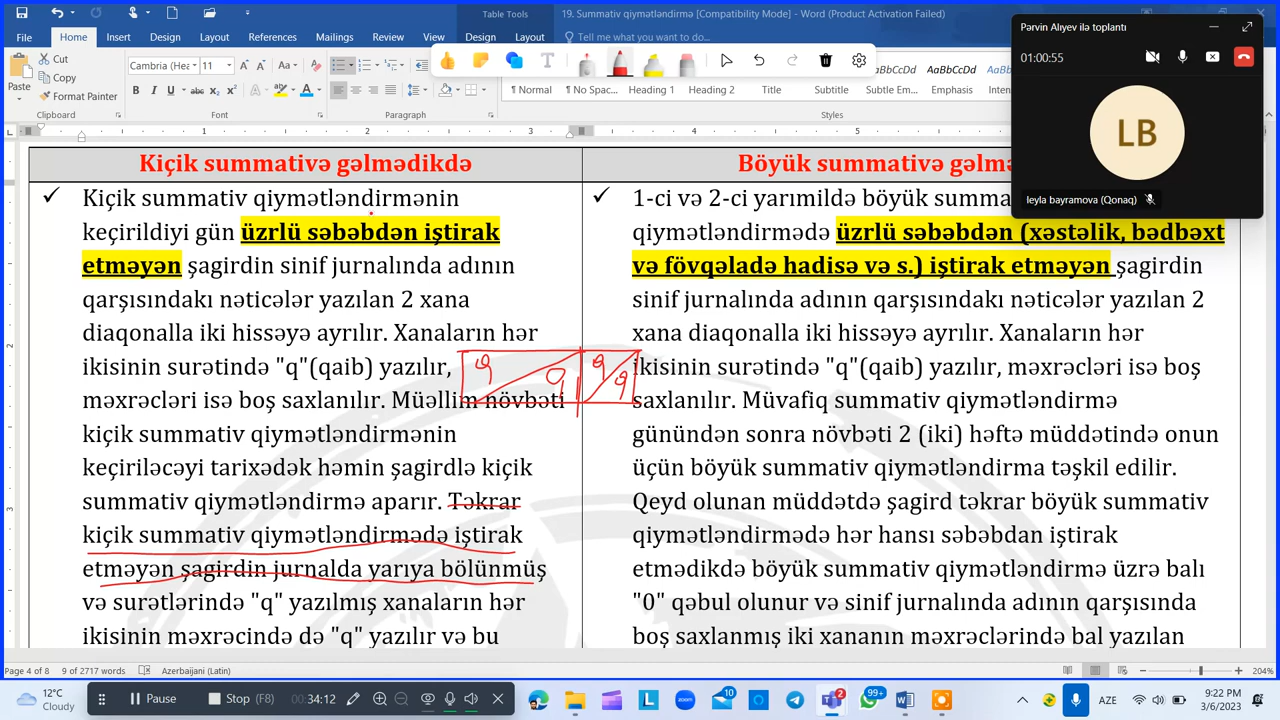 Table Tools
19. Summativ qiymətləndirmə [Compatibility Mode] - Word (Product Activation Failed)
File Home Insert Design Layout References Mailings Review View Design Layout Tell me what you want to do...
Pərvin Alıyev ilə toplantı
01:00:55
Cut
Copy
Format Painter
Paste
Cambria (Hea 11
B I U abc X₂ X² A
AaBbCcDd AaBbCcDd
¶ Normal ¶ No Spac... Heading 1 Heading 2 Title Subtitle Subtle Em... Emphasis
Clipboard Font Paragraph Styles
LB
leyla bayramova (Qonaq)
Kiçik summativə gəlmədikdə
Kiçik summativ qiymətləndirmənin
keçirildiyi gün üzrlü səbəbdən iştirak
etməyən şagirdin sinif jurnalında adının
qarşısındakı nəticələr yazılan 2 xana
diaqonalla iki hissəyə ayrılır. Xanaların hər
ikisinin surətində "q"(qaib) yazılır,
məxrəcləri isə boş saxlanılır. Müəllim növbəti
kiçik summativ qiymətləndirmənin
keçiriləcəyi tarixədək həmin şagirdlə kiçik
summativ qiymətləndirmə aparır. Təkrar
kiçik summativ qiymətləndirmədə iştirak
etməyən şagirdin jurnalda yarıya bölünmüş
və surətlərində "q" yazılmış xanaların hər
ikisinin məxrəcində də "q" yazılır və bu
q q q q
Böyük summativə gəlmə
1-ci və 2-ci yarımildə böyük summa
qiymətləndirmədə üzrlü səbəbdən (xəstəlik, bədbəxt
və fövqəladə hadisə və s.) iştirak etməyən şagirdin
sinif jurnalında adının qarşısındakı nəticələr yazılan 2
xana diaqonalla iki hissəyə ayrılır. Xanaların hər
ikisinin surətində "q"(qaib) yazılır, məxrəcləri isə boş
saxlanılır. Müvafiq summativ qiymətləndirmə
günündən sonra növbəti 2 (iki) həftə müddətində onun
üçün böyük summativ qiymətləndirmə təşkil edilir.
Qeyd olunan müddətdə şagird təkrar böyük summativ
qiymətləndirmədə hər hansı səbəbdən iştirak
etmədikdə böyük summativ qiymətləndirmə üzrə balı
"0" qəbul olunur və sinif jurnalında adının qarşısında
boş saxlanmış iki xananın məxrəclərində bal yazılan
Page 4 of 8 9 of 2717 words Azerbaijani (Latin) 204%
12°C
Cloudy
Pause Stop (F8) 00:34:12
zoom 10 2 99+
AZE
9:22 PM
3/6/2023